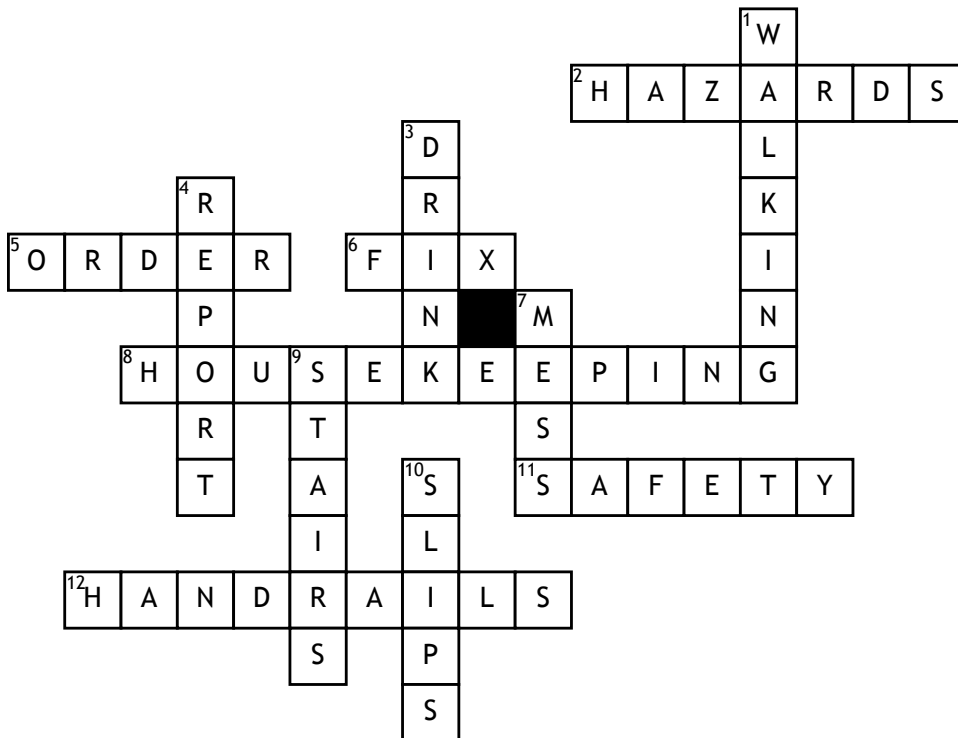 1 W
2 H A Z A R D S
3 D L
4 R R K
5 O R D E R 6 F I X I
P N 7 M N
8 H O U 9 S E K E E P I N G
R T S
T A 10 S 11 S A F E T Y
I L
12 H A N D R A I L S
S P
S